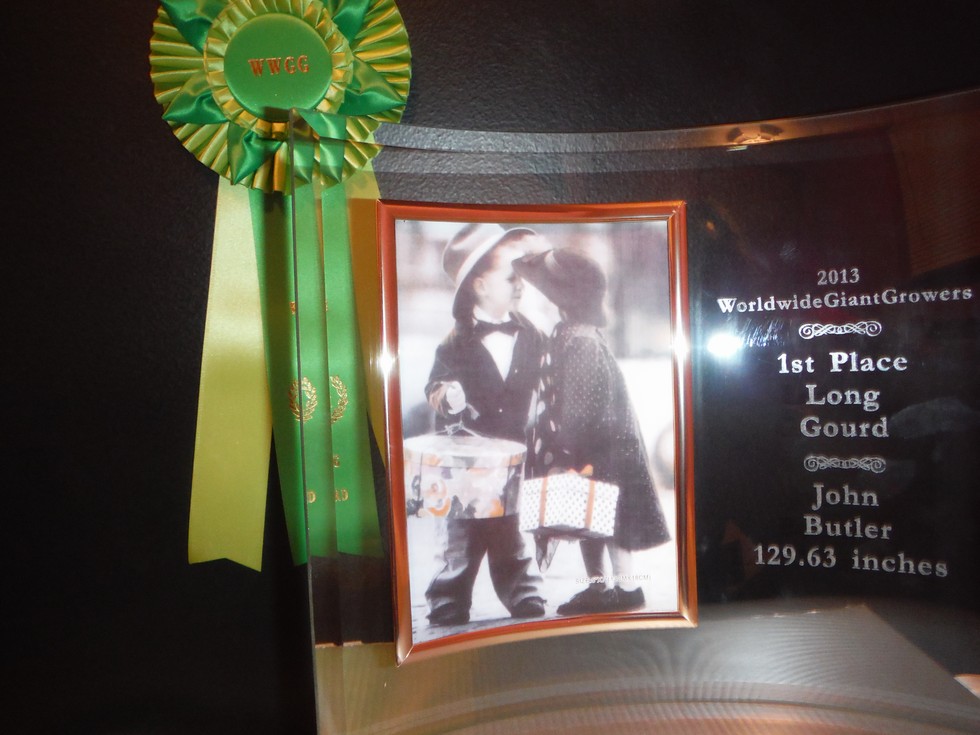 WWGG
2013
WorldwideGiantGrowers
1st Place
Long
Gourd
John
Butler
129.63 inches